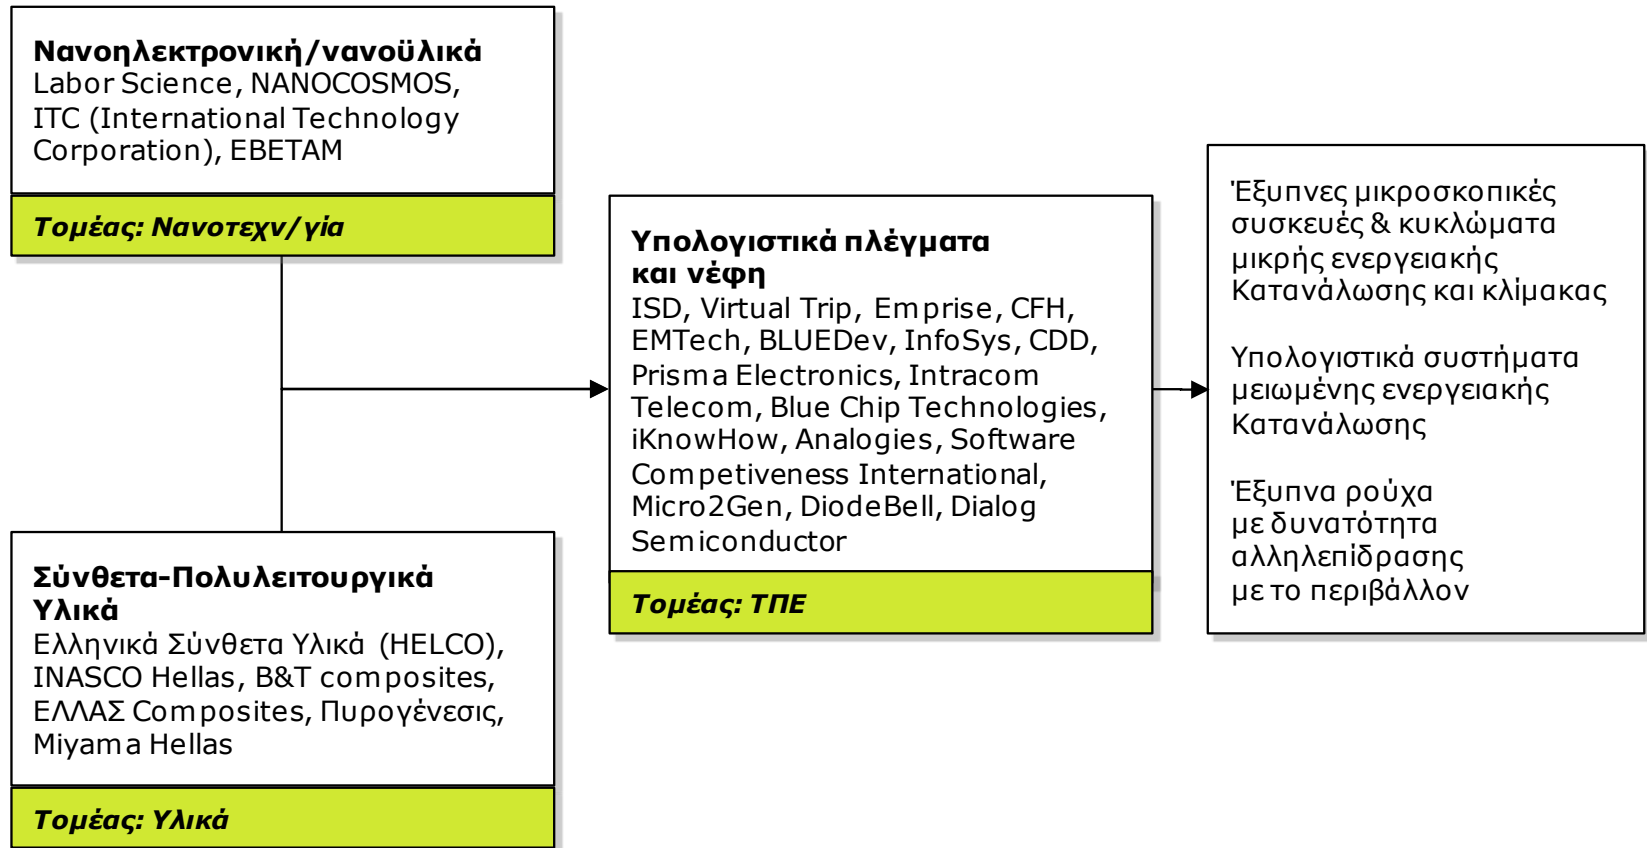 Νανοηλεκτρονική/νανοϋλικά
Labor Science, NANOCOSMOS,
ITC (International Technology
Corporation), ΕΒΕΤΑΜ
Τομέας: Νανοτεχν/γία
Σύνθετα-Πολυλειτουργικά
Υλικά
Ελληνικά Σύνθετα Υλικά (HELCO),
INASCO Hellas, B&T composites,
ΕΛΛΑΣ Composites, Πυρογένεσις,
Miyama Hellas
Τομέας: Υλικά
Υπολογιστικά πλέγματα
και νέφη
ISD, Virtual Trip, Emprise, CFH,
EMTech, BLUEDev, InfoSys, CDD,
Prisma Electronics, Intracom
Telecom, Blue Chip Technologies,
iKnowHow, Analogies, Software
Competiveness International,
Micro2Gen, DiodeBell, Dialog
Semiconductor
Τομέας: ΤΠΕ
Έξυπνες μικροσκοπικές
συσκευές & κυκλώματα
μικρής ενεργειακής
Κατανάλωσης και κλίμακας
Υπολογιστικά συστήματα
μειωμένης ενεργειακής
Κατανάλωσης
Έξυπνα ρούχα
με δυνατότητα
αλληλεπίδρασης
με το περιβάλλον